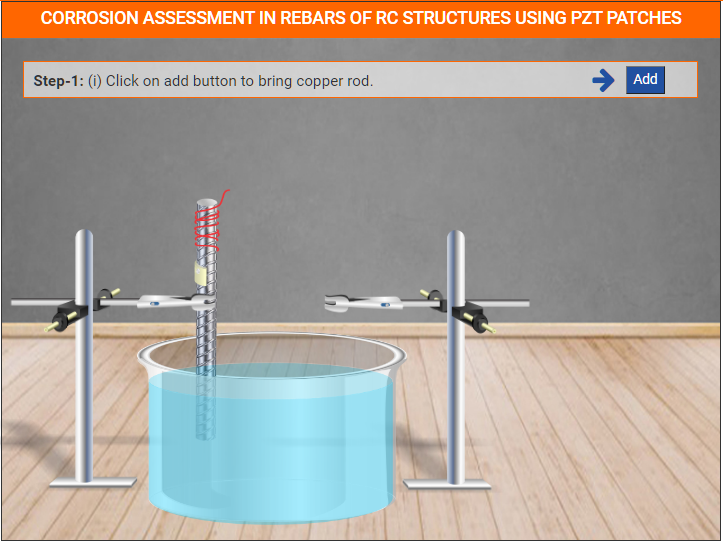 CORROSION ASSESSMENT IN REBARS OF RC STRUCTURES USING PZT PATCHES
Step-1: (i) Click on add button to bring copper rod.
Add